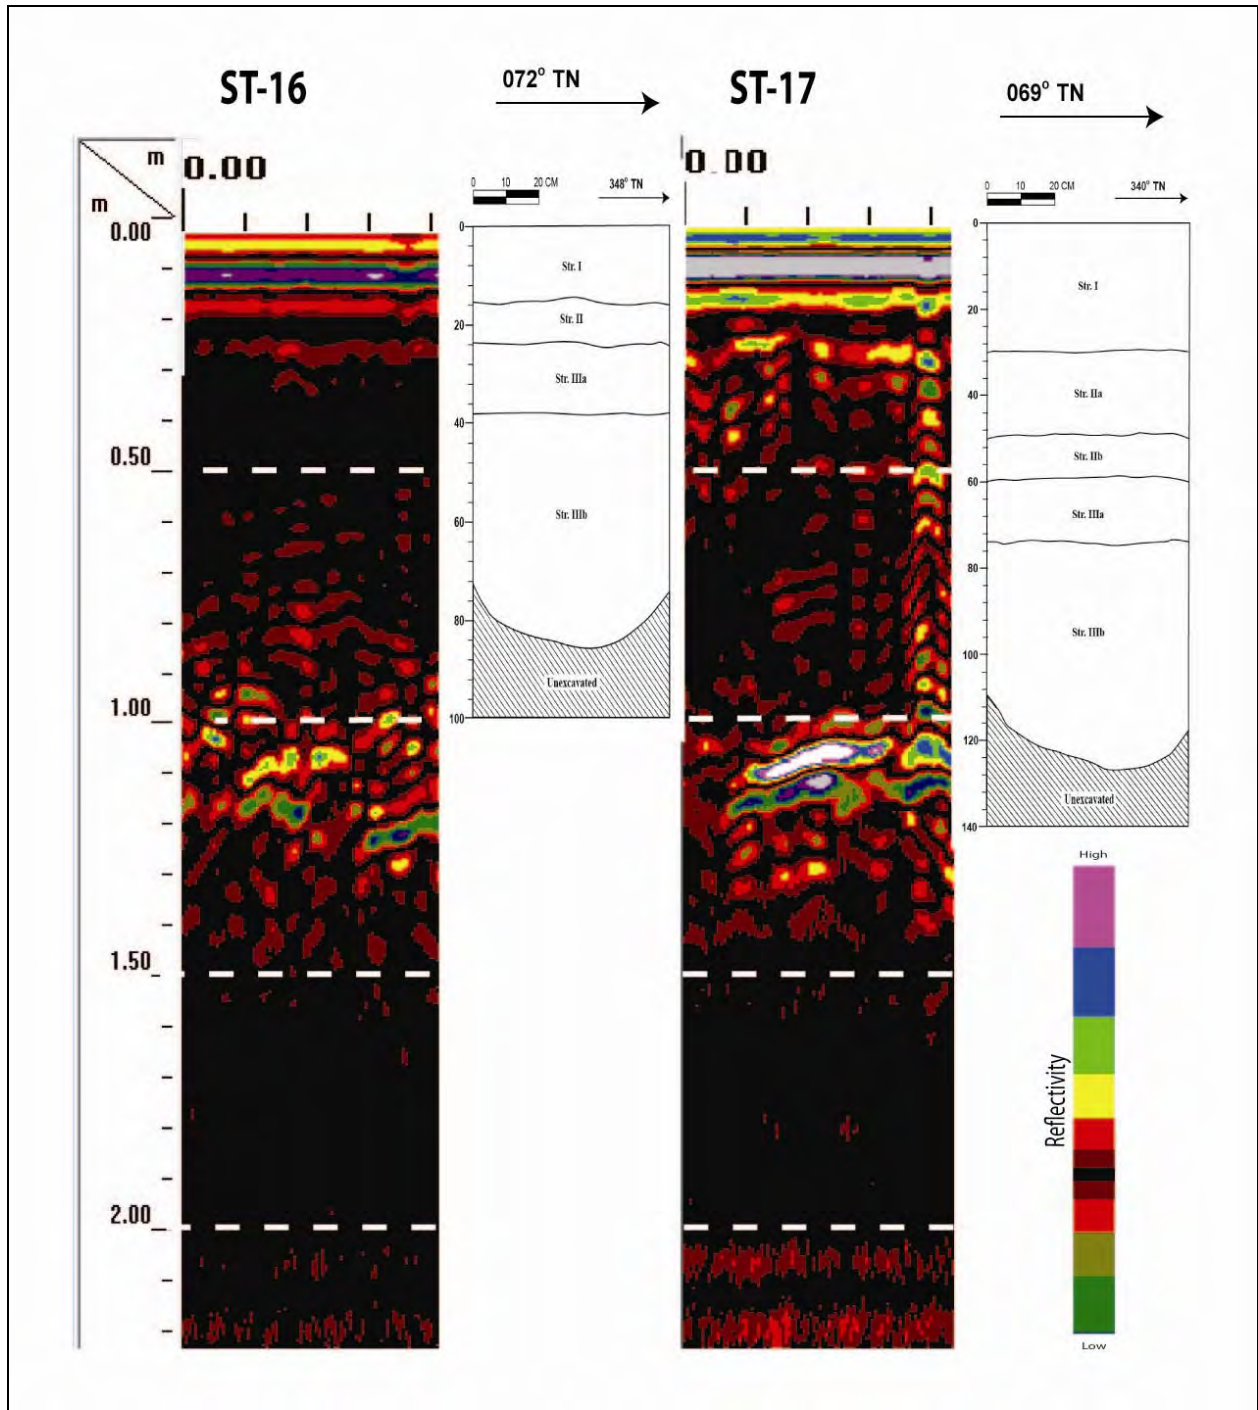 ST-16
072° TN
ST-17
069° TN
m
m
0.00
0.00
0 10 20 CM
348° TN
0 10 20 CM
340° TN
0.00
0.50
1.00
1.50
2.00
0
20
40
60
80
100
Str. I
Str. II
Str. IIIa
Str. IIIb
Unexcavated
0
20
40
60
80
100
120
140
Str. I
Str. IIa
Str. IIb
Str. IIIa
Str. IIIb
Unexcavated
High
Reflectivity
Low